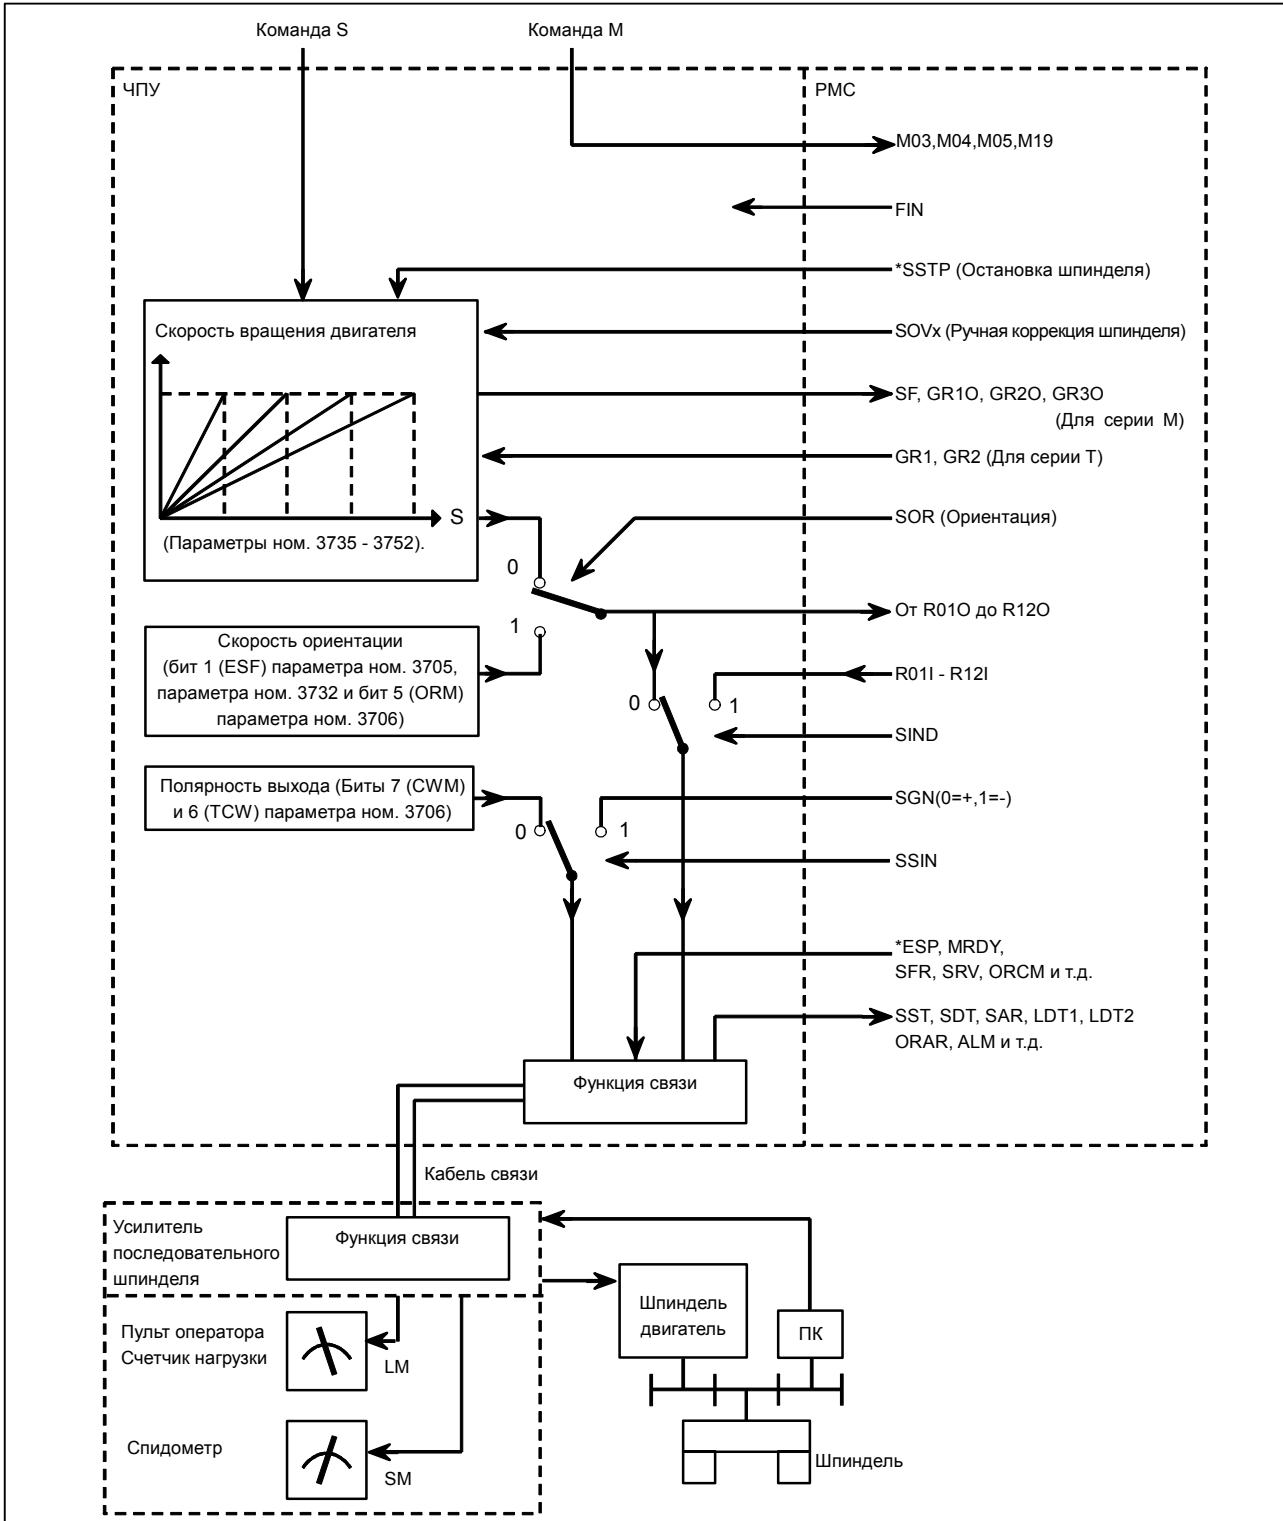 Команда S
Команда M
ЧПУ
PMC
M03,M04,M05,M19
FIN
*SSTP (Остановка шпинделя)
Скорость вращения двигателя
SOVx (Ручная коррекция шпинделя)
SF, GR1O, GR2O, GR3O
(Для серии M)
GR1, GR2 (Для серии T)
S
SOR (Ориентация)
(Параметры ном. 3735 - 3752).
0
От R01O до R12O
1
Скорость ориентации
(бит 1 (ESF) параметра ном. 3705,
параметра ном. 3732 и бит 5 (ORM)
параметра ном. 3706)
R01I - R12I
0
1
SIND
Полярность выхода (Биты 7 (CWM)
и 6 (TCW) параметра ном. 3706)
SGN(0=+,1=-)
0
1
SSIN
*ESP, MRDY,
SFR, SRV, ORCM и т.д.
SST, SDT, SAR, LDT1, LDT2
ORAR, ALM и т.д.
Функция связи
Кабель связи
Усилитель
последовательного
шпинделя
Функция связи
Шпиндель
двигатель
ПК
Пульт оператора
Счетчик нагрузки
LM
Спидометр
SM
Шпиндель